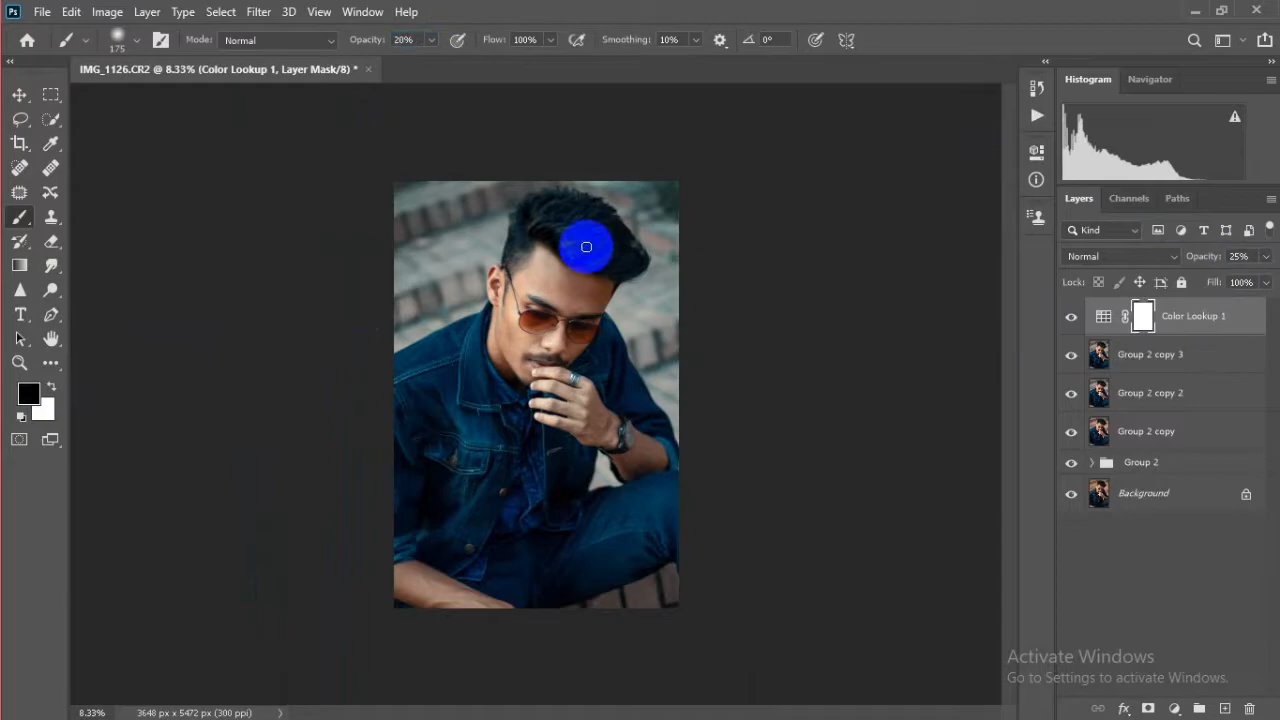 Ps File Edit Image Layer Type Select Filter 3D View Window Help
175 Mode: Normal Opacity: 20% Flow: 100% Smoothing: 10% 0°
IMG_1126.CR2 @ 8.33% (Color Lookup 1, Layer Mask/8) *
Histogram Navigator
Layers Channels Paths
Kind
Normal Opacity: 25%
Lock: Fill: 100%
Color Lookup 1
Group 2 copy 3
Group 2 copy 2
Group 2 copy
Group 2
Background
Activate Windows
Go to Settings to activate Windows.
8.33% 3648 px x 5472 px (300 ppi)